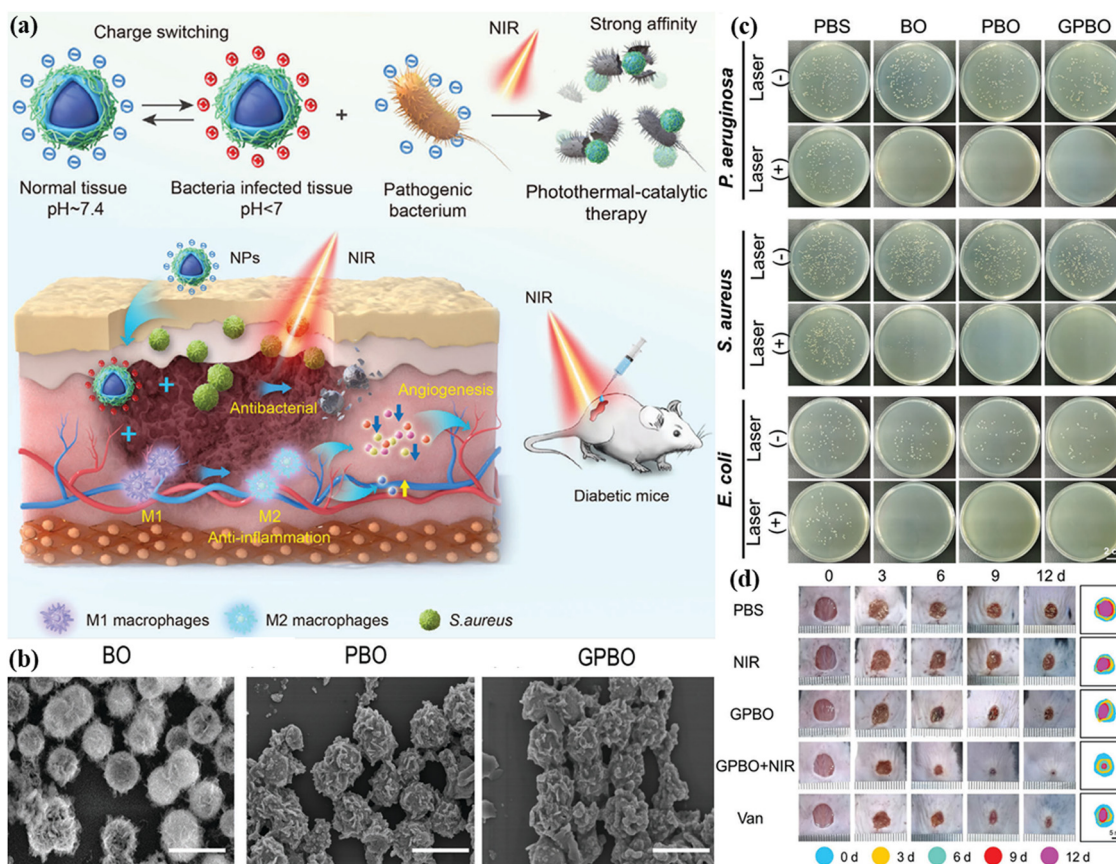 (a)
Charge switching
NIR
Strong affinity
Normal tissue
pH~7.4
Bacteria infected tissue
pH<7
Pathogenic
bacterium
Photothermal-catalytic
therapy
NPs
NIR
Antibacterial
Angiogenesis
M1
M2
Anti-inflammation
NIR
Diabetic mice
M1 macrophages
M2 macrophages
S.aureus
(b)
BO
PBO
GPBO
(c)
PBS
BO
PBO
GPBO
P. aeruginosa
Laser
(-)
Laser
(+)
S. aureus
Laser
(-)
Laser
(+)
E. coli
Laser
(-)
Laser
(+)
(d)
0
3
6
9
12 d
PBS
NIR
GPBO
GPBO+NIR
Van
0 d
3 d
6 d
9 d
12 d